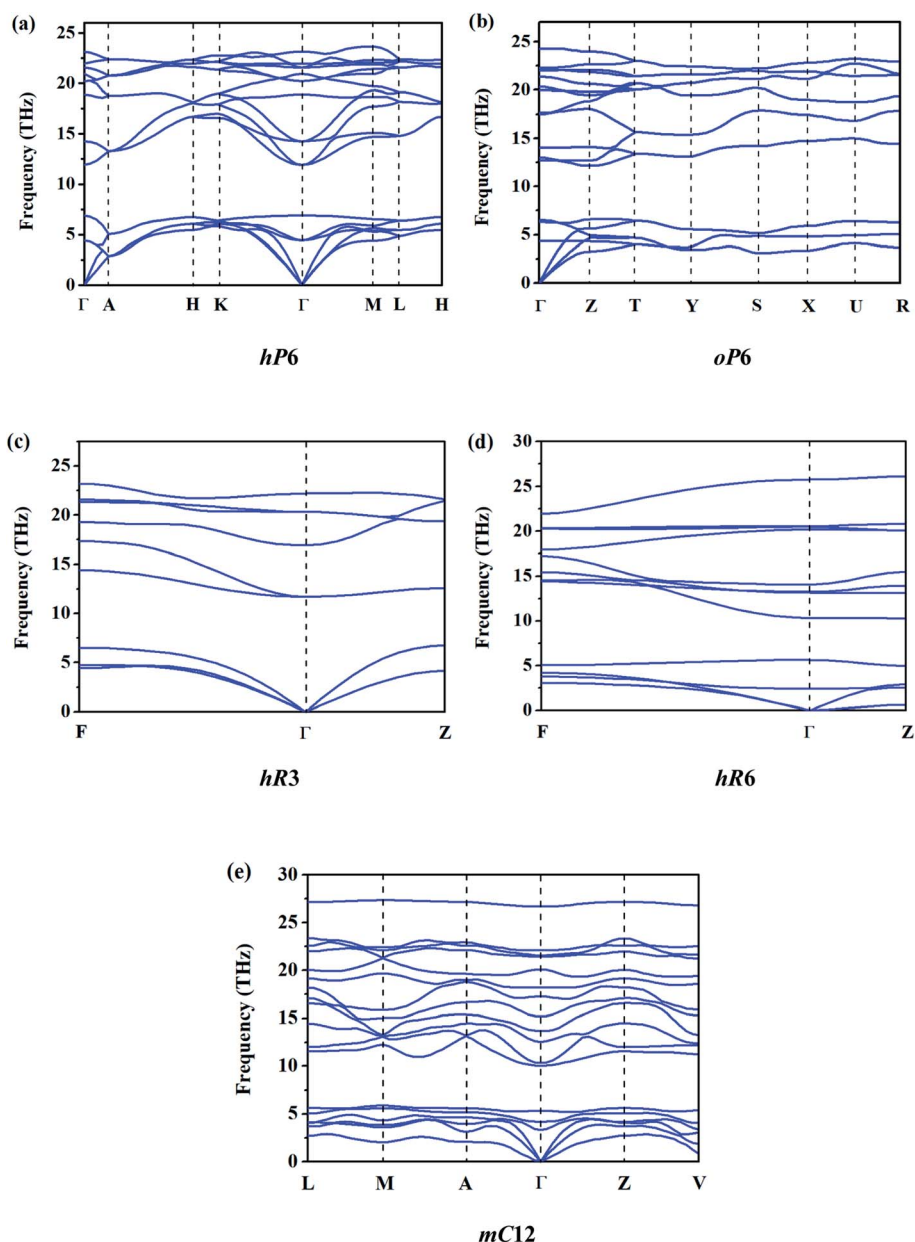 (a)
Frequency (THz)
25
20
15
10
5
0
Γ A H K Γ M L H
hP6
(b)
Frequency (THz)
25
20
15
10
5
0
Γ Z T Y S X U R
oP6
(c)
Frequency (THz)
25
20
15
10
5
0
F Γ Z
hR3
(d)
Frequency (THz)
30
25
20
15
10
5
0
F Γ Z
hR6
(e)
Frequency (THz)
30
25
20
15
10
5
0
L M A Γ Z V
mC12